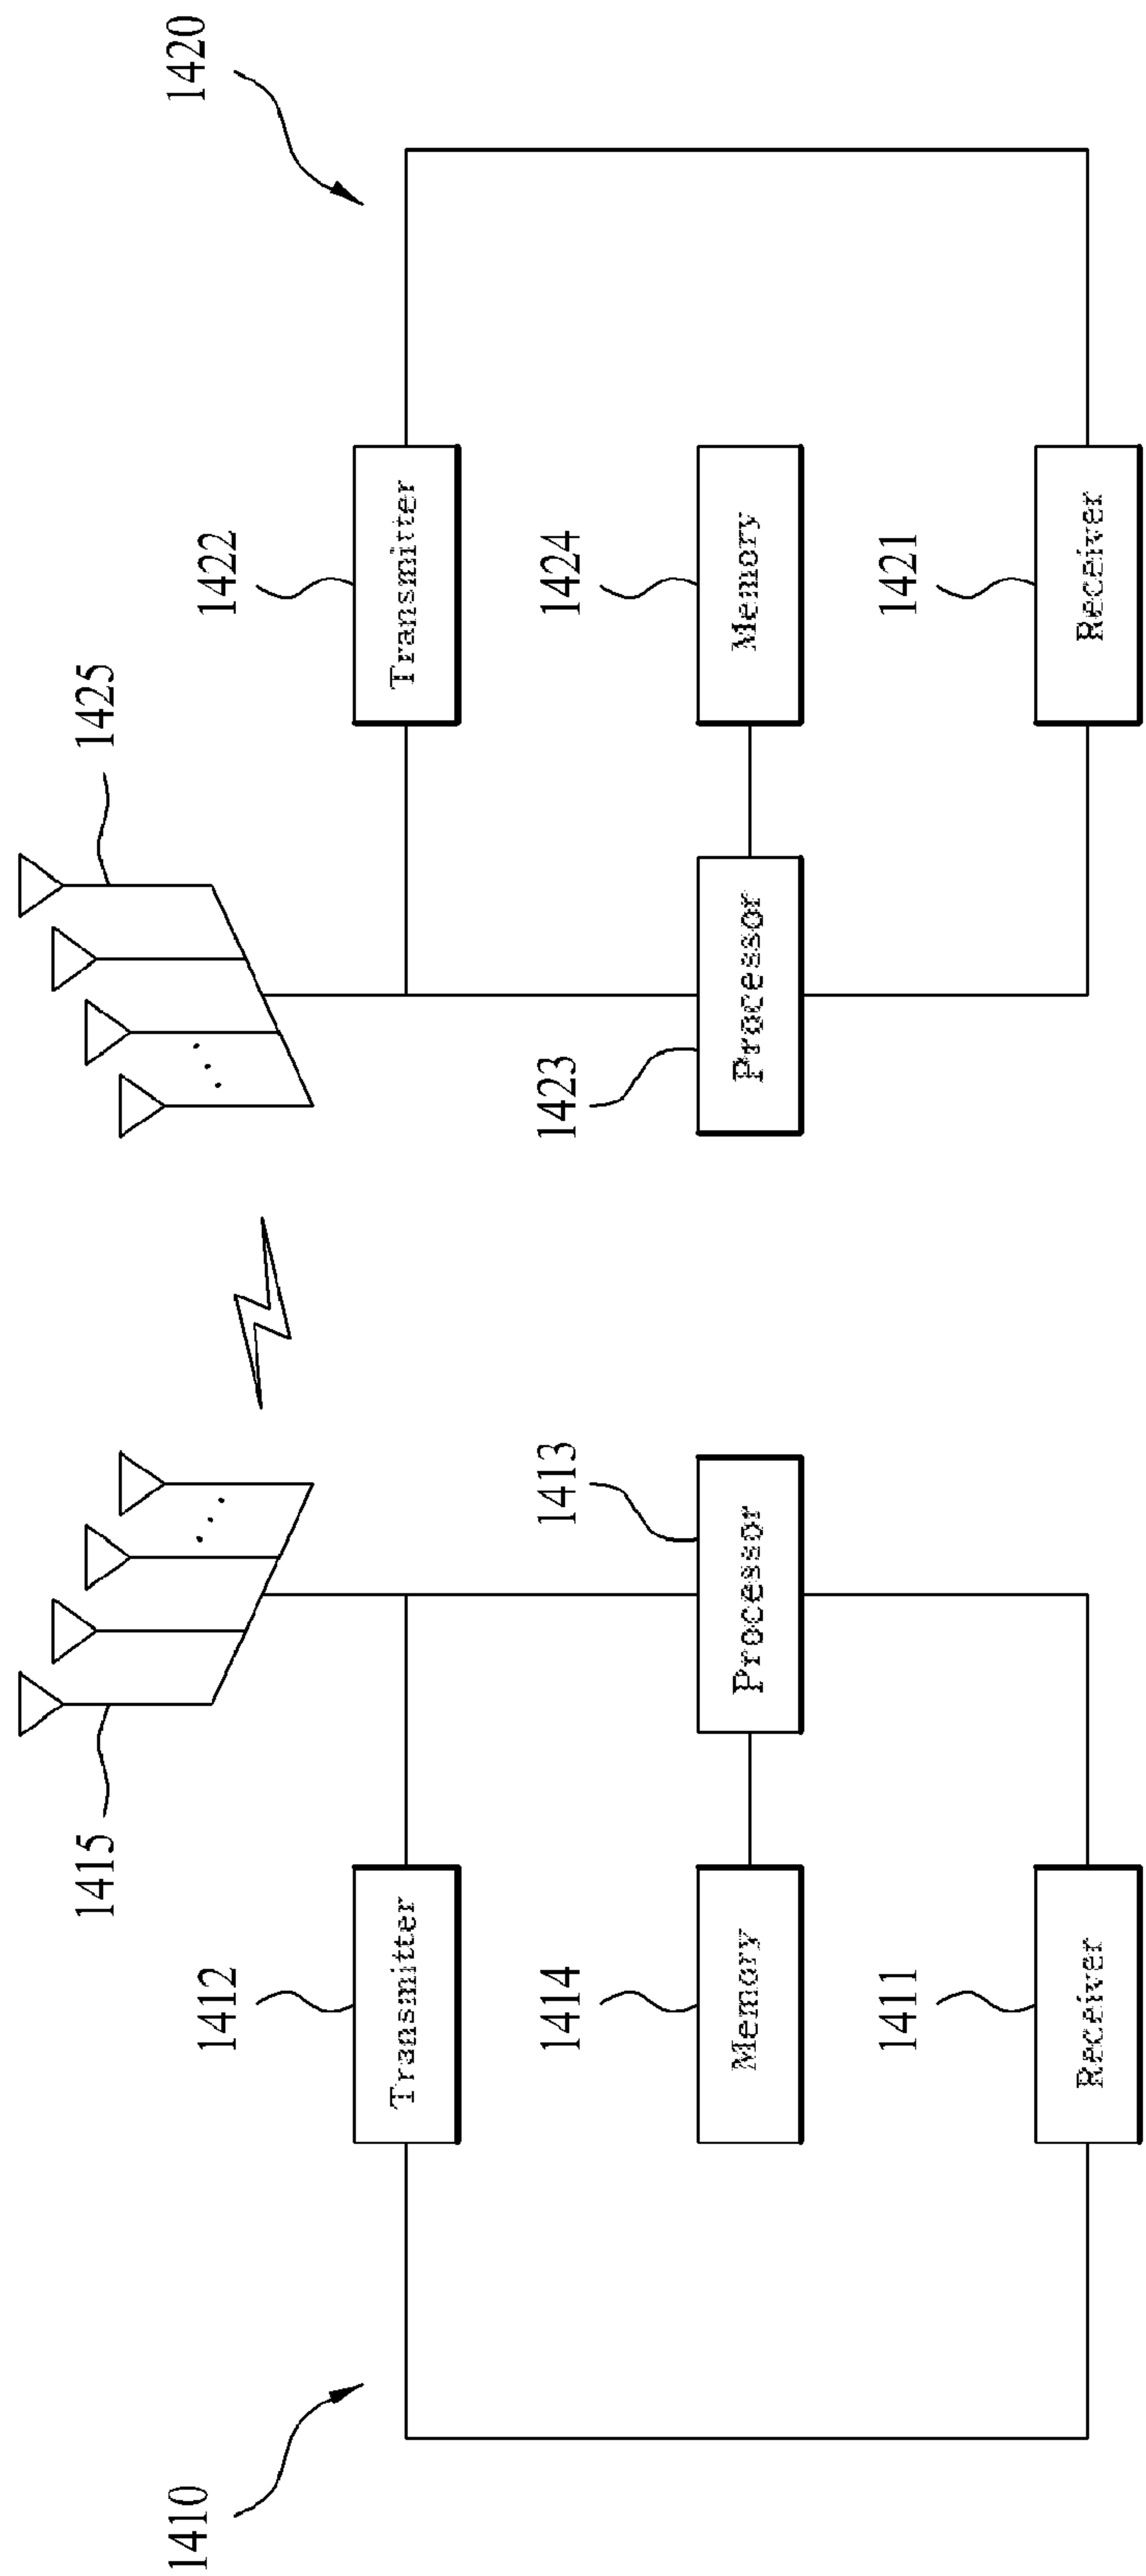 1410
1420
1415
1425
1412
1422
Transmitter
Transmitter
1414
1413
1423
1424
Memory
Processor
Processor
Memory
1411
1421
Receiver
Receiver